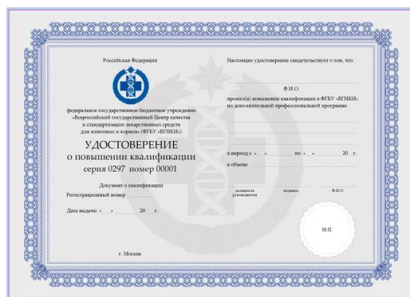 Российская Федерация
федеральное государственное бюджетное учреждение
«Всероссийский государственный Центр качества
и стандартизации лекарственных средств
для животных и кормов» (ФГБУ «ВГНКИ»)
УДОСТОВЕРЕНИЕ
о повышении квалификации
серия 0297 номер 00001
Документ о квалификации
Регистрационный номер
Дата выдачи: « » 20 г.
г. Москва
Настоящее удостоверение свидетельствует о том, что
Ф.И.О.
прошел(а) повышение квалификации в ФГБУ «ВГНКИ»
по дополнительной профессиональной программе
в период с « » по « » 20 г.
в объеме
должность подпись Ф.И.О.
руководителя
М.П.